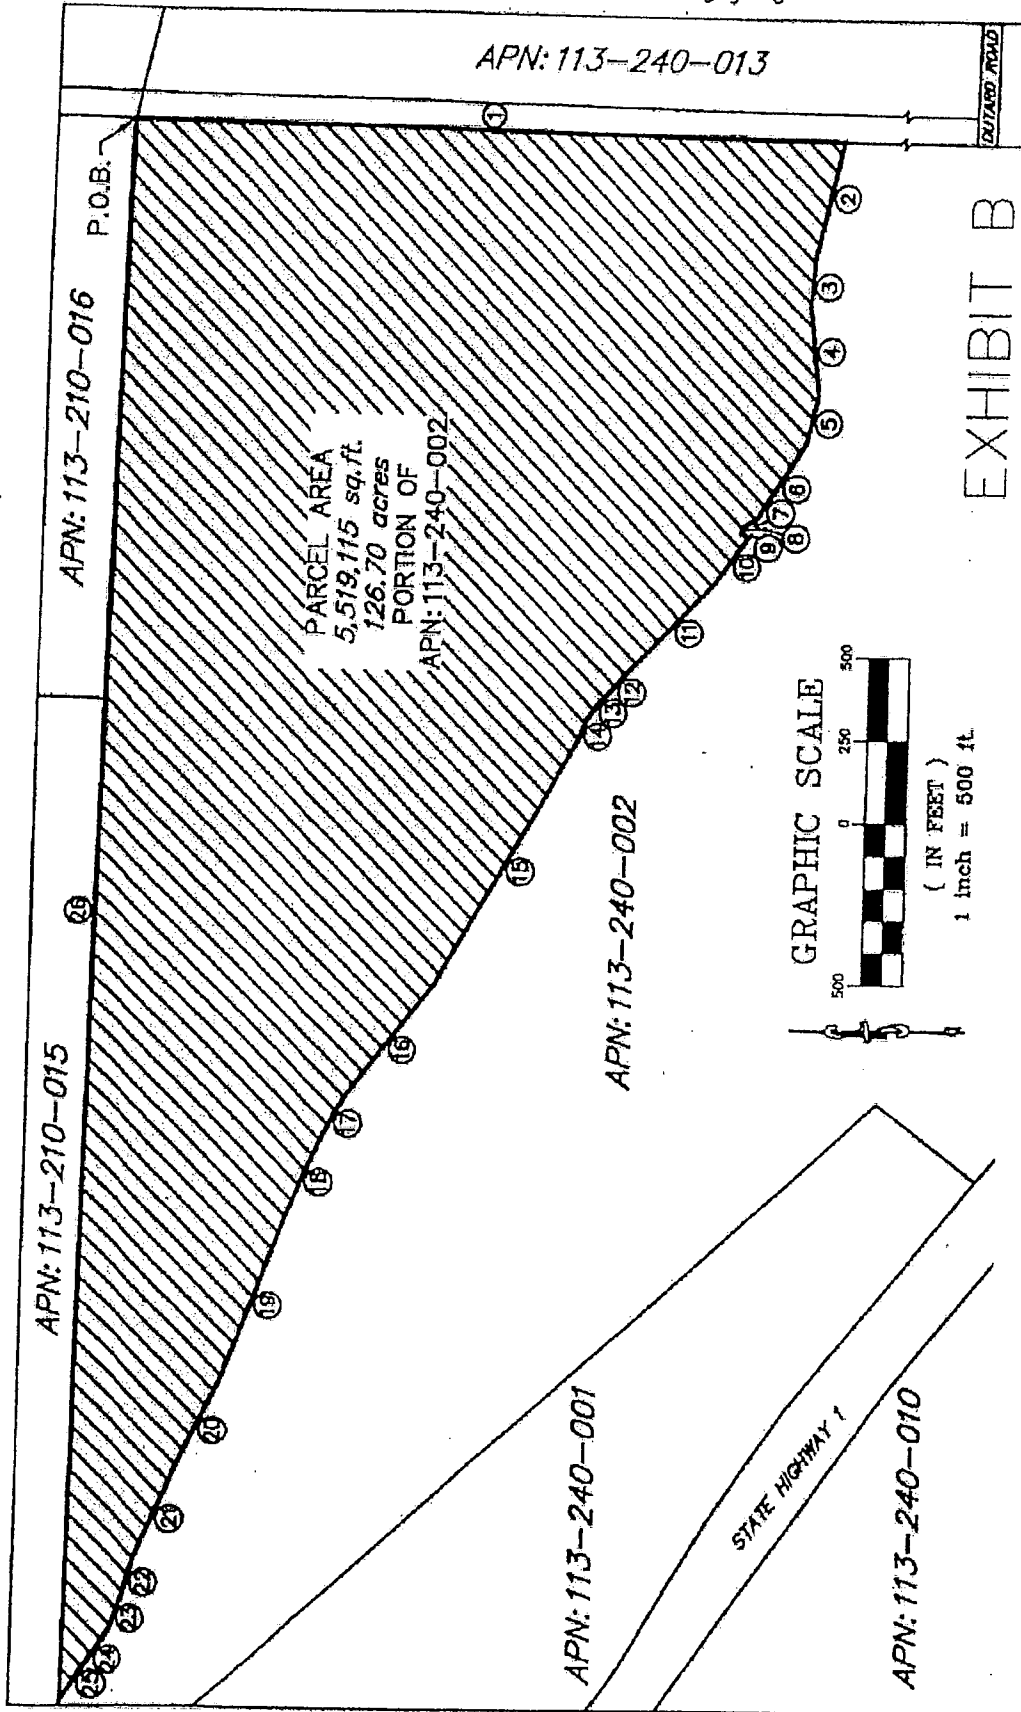 APN: 113-210-015
APN: 113-210-016
P.O.B.
APN: 113-240-013
PARCEL AREA
5,519,115 sq.ft.
126.70 acres
PORTION OF
APN: 113-240-002
1
2
3
4
5
6
7
8
9
10
11
12
13
14
15
16
17
18
19
20
21
22
23
24
25
26
APN: 113-240-002
APN: 113-240-001
STATE HIGHWAY 1
APN: 113-240-010
GRAPHIC SCALE
500
0
250
500
( IN FEET )
1 inch = 500 ft.
DUTARD ROAD
EXHIBIT B